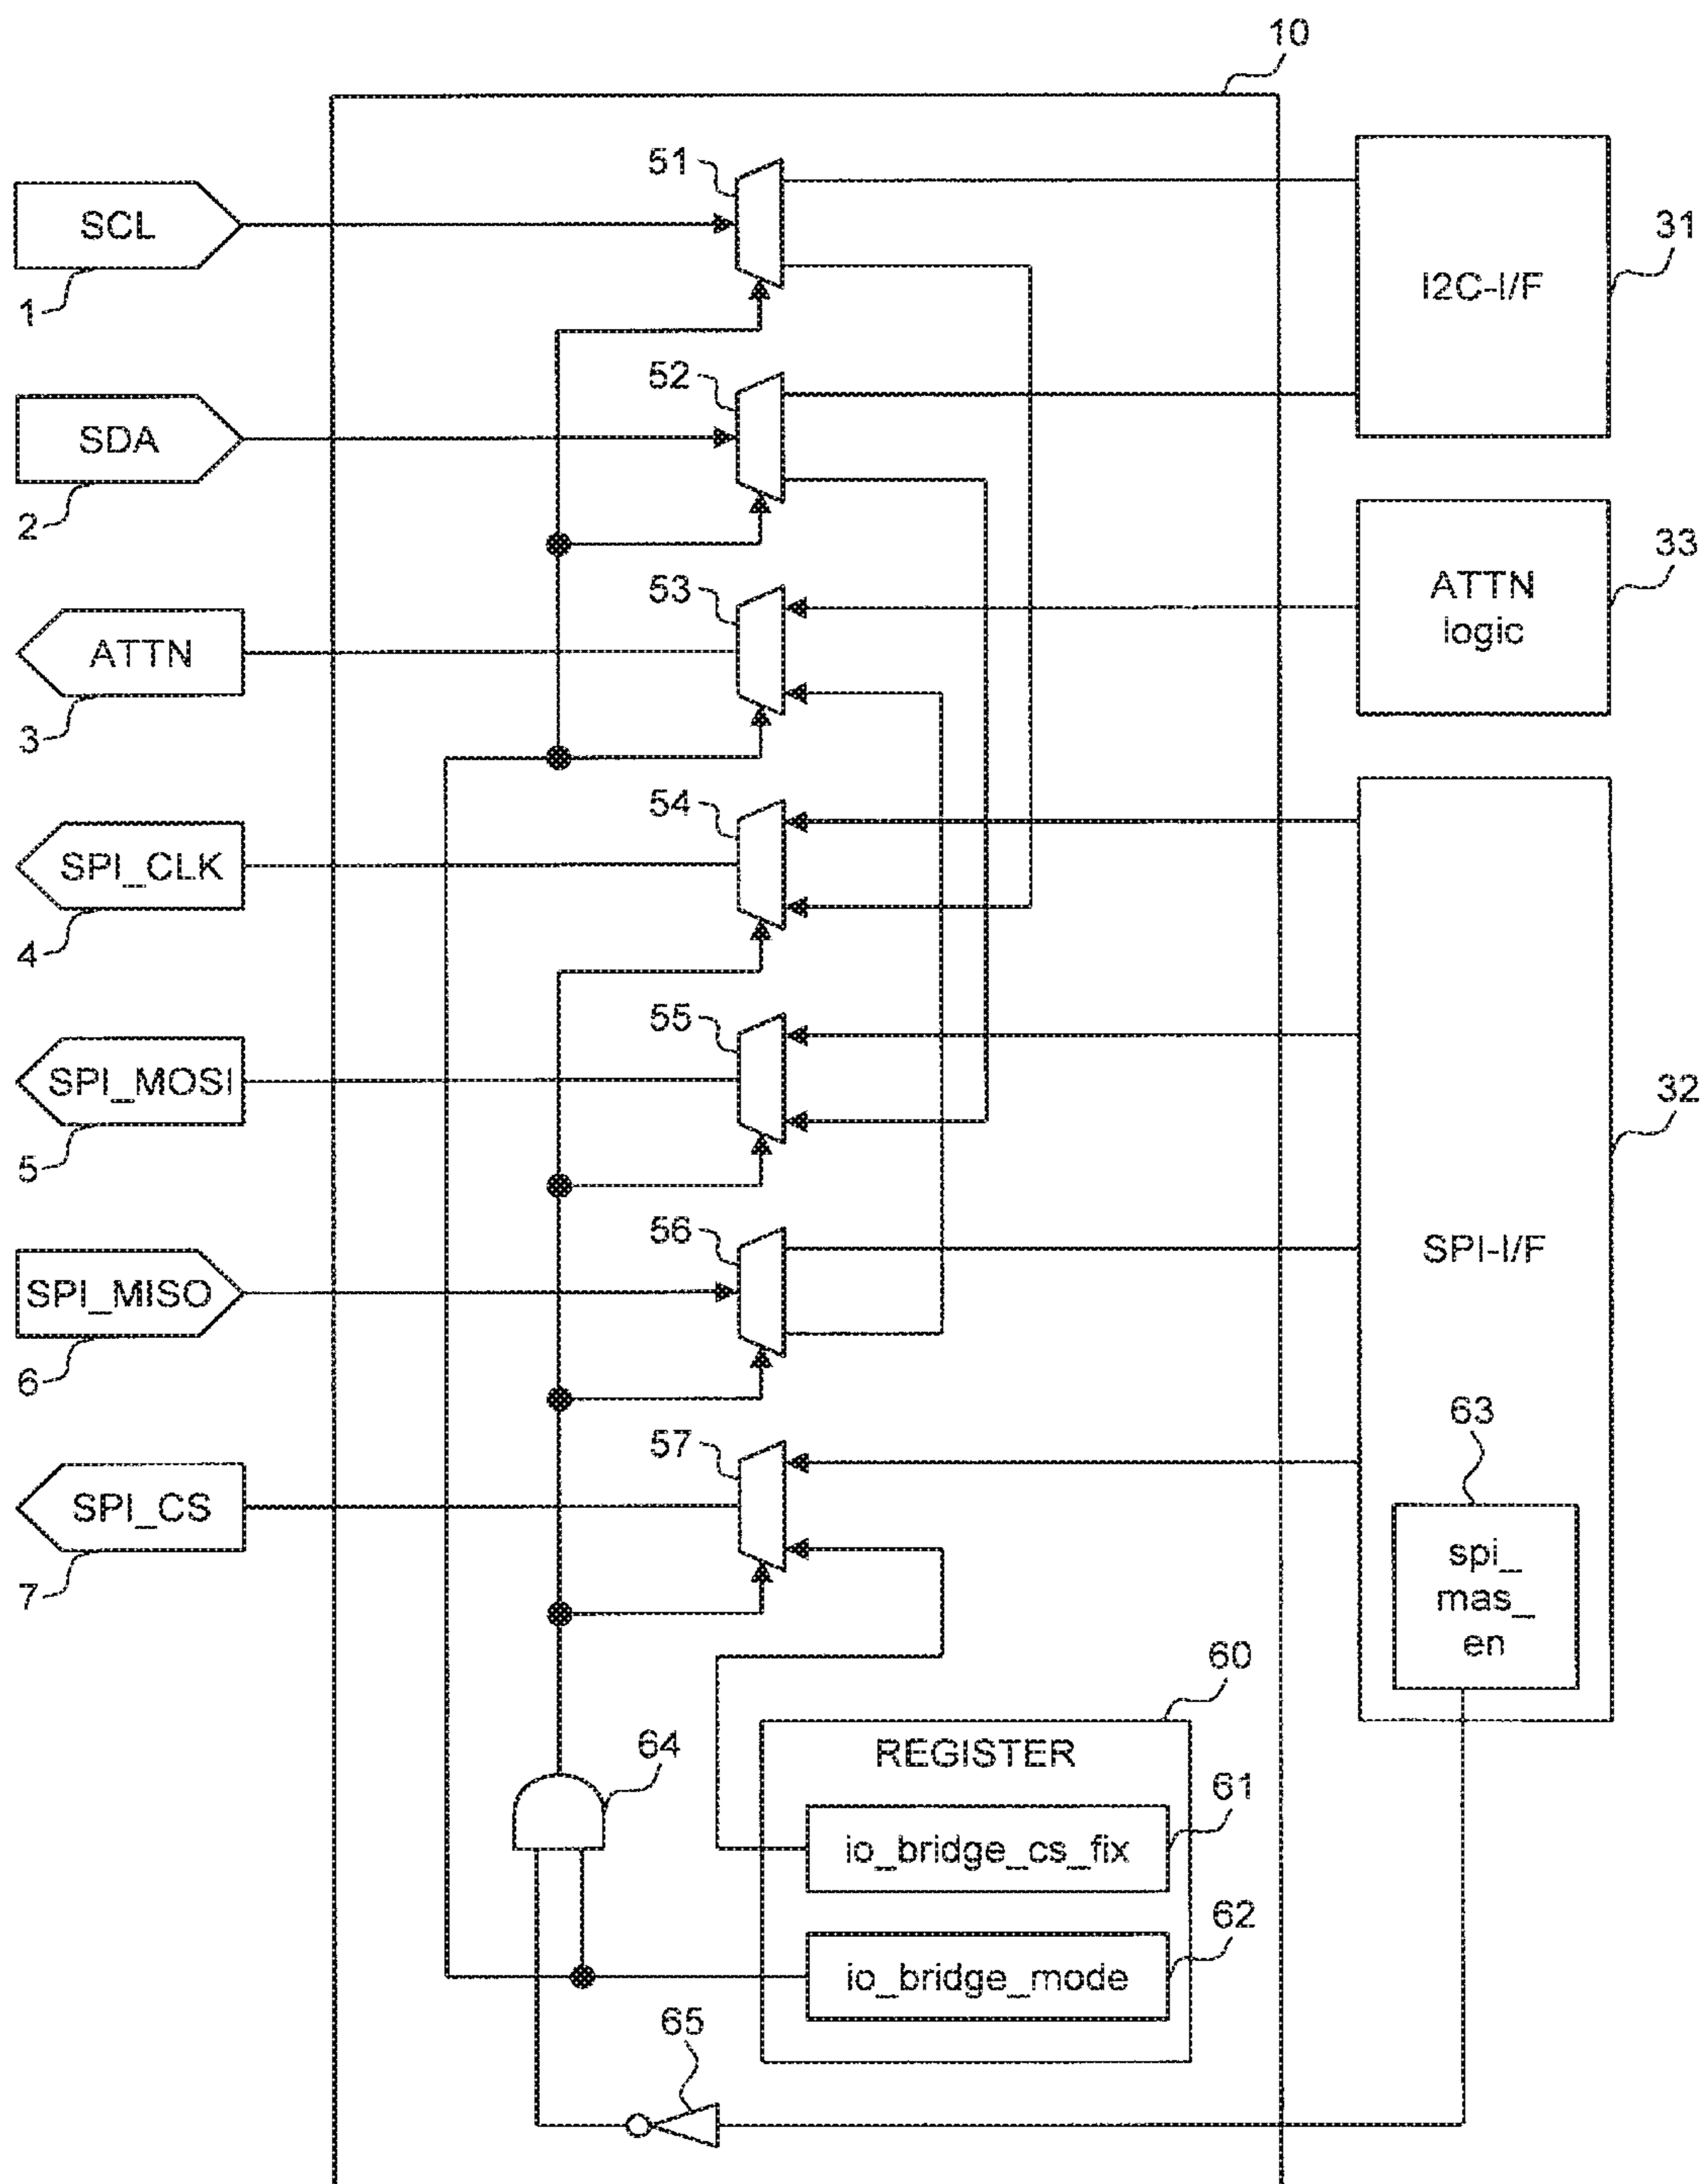 10
51
SCL
1
I2C-I/F
31
52
SDA
2
53
ATTN
3
ATTN
logic
33
54
SPI_CLK
4
55
SPI_MOSI
5
32
56
SPI_MISO
6
SPI-I/F
57
SPI_CS
7
63
spi_
mas_
en
60
REGISTER
64
61
io_bridge_cs_fix
62
io_bridge_mode
65